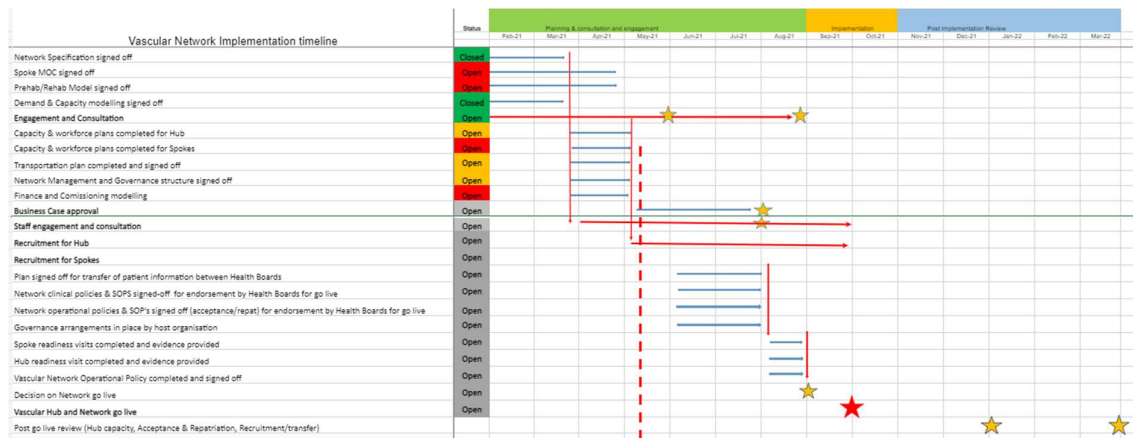 Status
Planning & consultation and engagement
Implementation
Post Implementation Review
Vascular Network Implementation timeline
Feb-21 Mar-21 Apr-21 May-21 Jun-21 Jul-21 Aug-21 Sep-21 Oct-21 Nov-21 Dec-21 Jan-22 Feb-22 Mar-22
Network Specification signed off Closed
Spoke MOC signed off Open
Prehab/Rehab Model signed off Open
Demand & Capacity modelling signed off Closed
Engagement and Consultation Open
Capacity & workforce plans completed for Hub Open
Capacity & workforce plans completed for Spokes Open
Transportation plan completed and signed off Open
Network Management and Governance structure signed off Open
Finance and Comissioning modelling Open
Business Case approval Open
Staff engagement and consultation Open
Recruitment for Hub Open
Recruitment for Spokes Open
Plan signed off for transfer of patient information between Health Boards Open
Network clinical policies & SOPS signed-off for endorsement by Health Boards for go live Open
Network operational policies & SOP's signed off (acceptance/repat) for endorsement by Health Boards for go live Open
Governance arrangements in place by host organisation Open
Spoke readiness visits completed and evidence provided Open
Hub readiness visit completed and evidence provided Open
Vascular Network Operational Policy completed and signed off Open
Decision on Network go live Open
Vascular Hub and Network go live Open
Post go live review (Hub capacity, Acceptance & Repatriation, Recruitment/transfer)